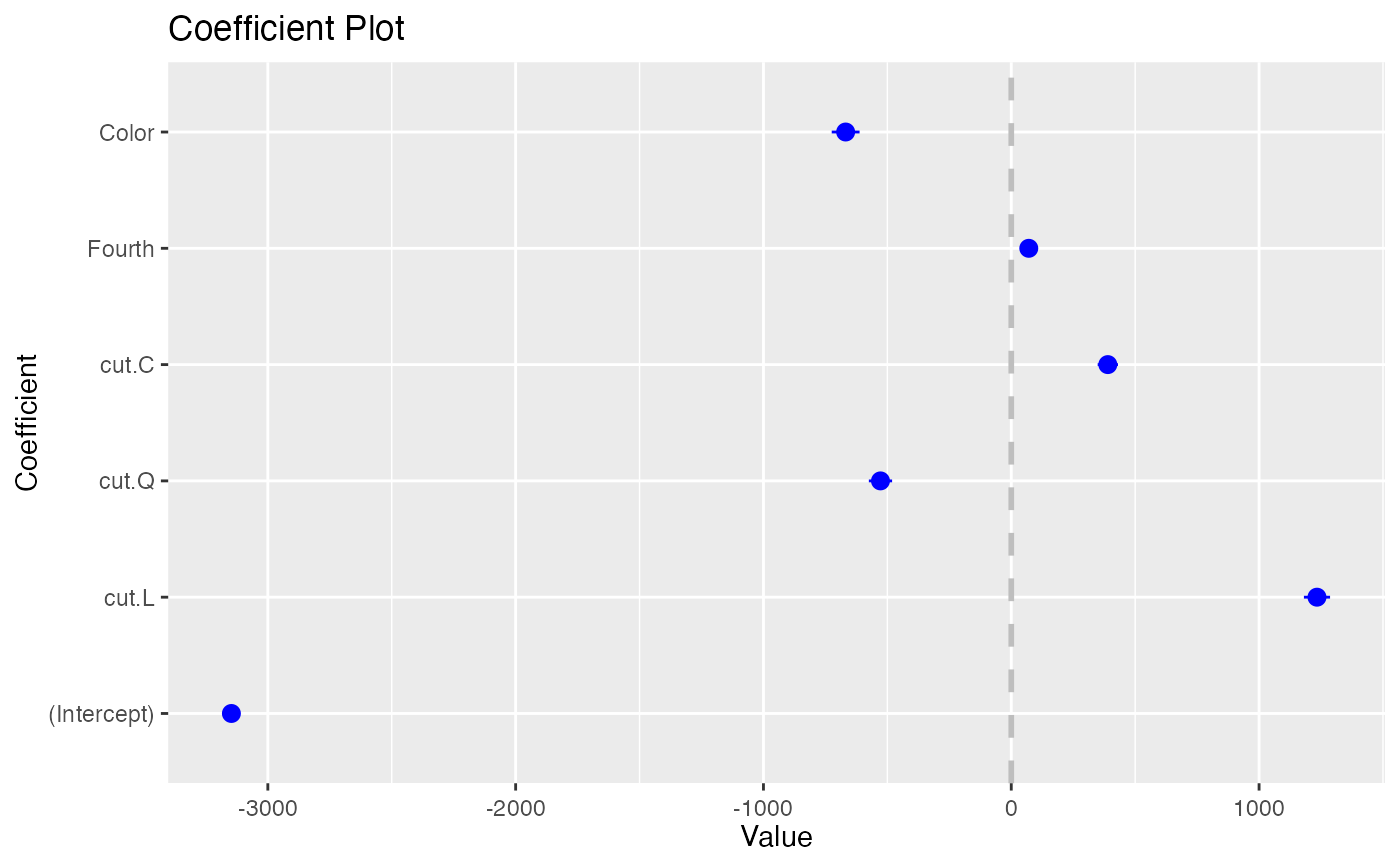 Coefficient Plot
Coefficient
Color
Fourth
cut.C
cut.Q
cut.L
(Intercept)
-3000 -2000 -1000 0 1000
Value